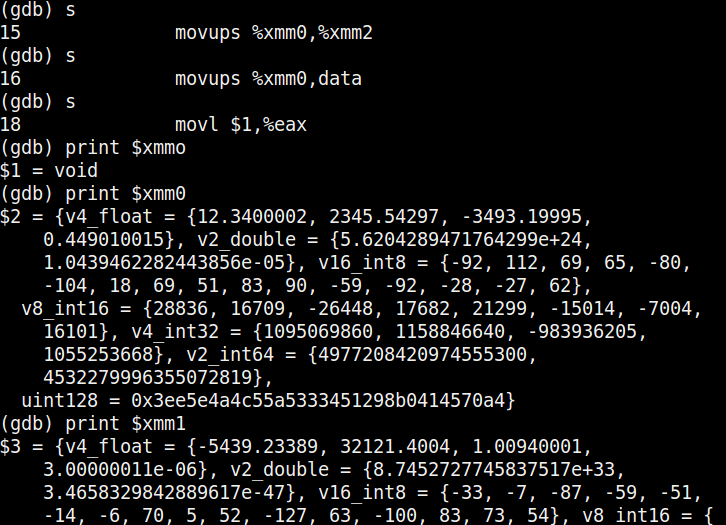 (gdb) s
15              movups %xmm0,%xmm2
(gdb) s
16              movups %xmm0,data
(gdb) s
18              movl $1,%eax
(gdb) print $xmmo
$1 = void
(gdb) print $xmm0
$2 = {v4_float = {12.3400002, 2345.54297, -3493.19995,
    0.449010015}, v2_double = {5.6204289471764299e+24,
    1.0439462282443856e-05}, v16_int8 = {-92, 112, 69, 65, -80,
    -104, 18, 69, 51, 83, 90, -59, -92, -28, -27, 62},
  v8_int16 = {28836, 16709, -26448, 17682, 21299, -15014, -7004,
    16101}, v4_int32 = {1095069860, 1158846640, -983936205,
    1055253668}, v2_int64 = {4977208420974555300,
    4532279996355072819},
  uint128 = 0x3ee5e4a4c55a5333451298b0414570a4}
(gdb) print $xmm1
$3 = {v4_float = {-5439.23389, 32121.4004, 1.00940001,
    3.00000011e-06}, v2_double = {8.7452727745837517e+33,
    3.4658329842889617e-47}, v16_int8 = {-33, -7, -87, -59, -51,
    -14, -6, 70, 5, 52, -127, 63, -100, 83, 73, 54}, v8_int16 = {